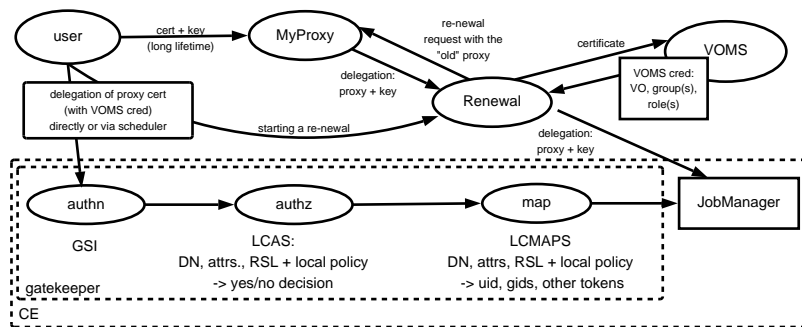 user
cert + key
(long lifetime)
MyProxy
re-newal
request with the
"old" proxy
certificate
VOMS
VOMS cred:
VO, group(s),
role(s)
delegation:
proxy + key
Renewal
delegation of proxy cert
(with VOMS cred)
directly or via scheduler
starting a re-newal
delegation:
proxy + key
authn
authz
map
JobManager
GSI
LCAS:
DN, attrs., RSL + local policy
-> yes/no decision
LCMAPS
DN, attrs, RSL + local policy
-> uid, gids, other tokens
gatekeeper
CE